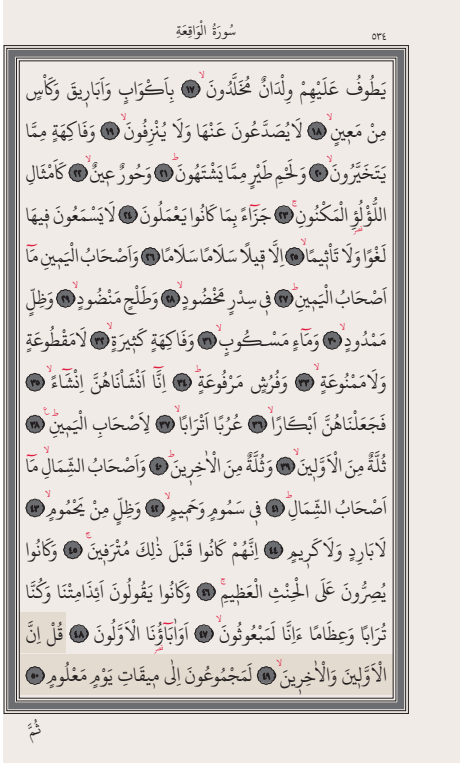 سُورَةُ الْوَاقِعَةِ ٥٣٤
يَطُوفُ عَلَيْهِمْ وِلْدَانٌ مُخَلَّدُونَۙ ﴿١٧﴾ بِاَكْوَابٍ وَاَبَارٖيقَ وَكَأْسٍ
مِنْ مَعٖينٍۙ ﴿١٨﴾ لَايُصَدَّعُونَ عَنْهَا وَلَا يُنْزِفُونَۙ ﴿١٩﴾ وَفَاكِهَةٍ مِمَّا
يَتَخَيَّرُونَۙ ﴿٢٠﴾ وَلَحْمِ طَيْرٍ مِمَّا يَشْتَهُونَۜ ﴿٢١﴾ وَحُورٌ عٖينٌۙ ﴿٢٢﴾ كَاَمْثَالِ
اللُّؤْلُؤِ الْمَكْنُونِۚ ﴿٢٣﴾ جَزَٓاءً بِمَا كَانُوا يَعْمَلُونَ ﴿٢٤﴾ لَايَسْمَعُونَ فٖيهَا
لَغْوًا وَلَا تَأْثٖيمًاۙ ﴿٢٥﴾ اِلَّا قٖيلًا سَلَامًا سَلَامًا ﴿٢٦﴾ وَاَصْحَابُ الْيَمٖينِ مَٓا
اَصْحَابُ الْيَمٖينِۜ ﴿٢٧﴾ فٖى سِدْرٍ مَخْضُودٍۙ ﴿٢٨﴾ وَطَلْحٍ مَنْضُودٍۙ ﴿٢٩﴾ وَظِلٍّ
مَمْدُودٍۙ ﴿٣٠﴾ وَمَٓاءٍ مَسْكُوبٍۙ ﴿٣١﴾ وَفَاكِهَةٍ كَثٖيرَةٍۙ ﴿٣٢﴾ لَامَقْطُوعَةٍ
وَلَامَمْنُوعَةٍۙ ﴿٣٣﴾ وَفُرُشٍ مَرْفُوعَةٍۜ ﴿٣٤﴾ اِنَّٓا اَنْشَأْنَاهُنَّ اِنْشَٓاءًۙ ﴿٣٥﴾
فَجَعَلْنَاهُنَّ اَبْكَارًاۙ ﴿٣٦﴾ عُرُبًا اَتْرَابًاۙ ﴿٣٧﴾ لِاَصْحَابِ الْيَمٖينِۜ ﴿٣٨﴾
ثُلَّةٌ مِنَ الْاَوَّلٖينَۙ ﴿٣٩﴾ وَثُلَّةٌ مِنَ الْاٰخِرٖينَۜ ﴿٤٠﴾ وَاَصْحَابُ الشِّمَالِ مَٓا
اَصْحَابُ الشِّمَالِۜ ﴿٤١﴾ فٖى سَمُومٍ وَحَمٖيمٍۙ ﴿٤٢﴾ وَظِلٍّ مِنْ يَحْمُومٍۙ ﴿٤٣﴾
لَابَارِدٍ وَلَاكَرٖيمٍ ﴿٤٤﴾ اِنَّهُمْ كَانُوا قَبْلَ ذٰلِكَ مُتْرَفٖينَۚ ﴿٤٥﴾ وَكَانُوا
يُصِرُّونَ عَلَى الْحِنْثِ الْعَظٖيمِۚ ﴿٤٦﴾ وَكَانُوا يَقُولُونَ اَئِذَامِتْنَا وَكُنَّا
تُرَابًا وَعِظَامًا ءَاِنَّا لَمَبْعُوثُونَۙ ﴿٤٧﴾ اَوَاٰبَٓاؤُنَا الْاَوَّلُونَ ﴿٤٨﴾ قُلْ اِنَّ
الْاَوَّلٖينَ وَالْاٰخِرٖينَۙ ﴿٤٩﴾ لَمَجْمُوعُونَ اِلٰى مٖيقَاتِ يَوْمٍ مَعْلُومٍ ﴿٥٠﴾
ثُمَّ